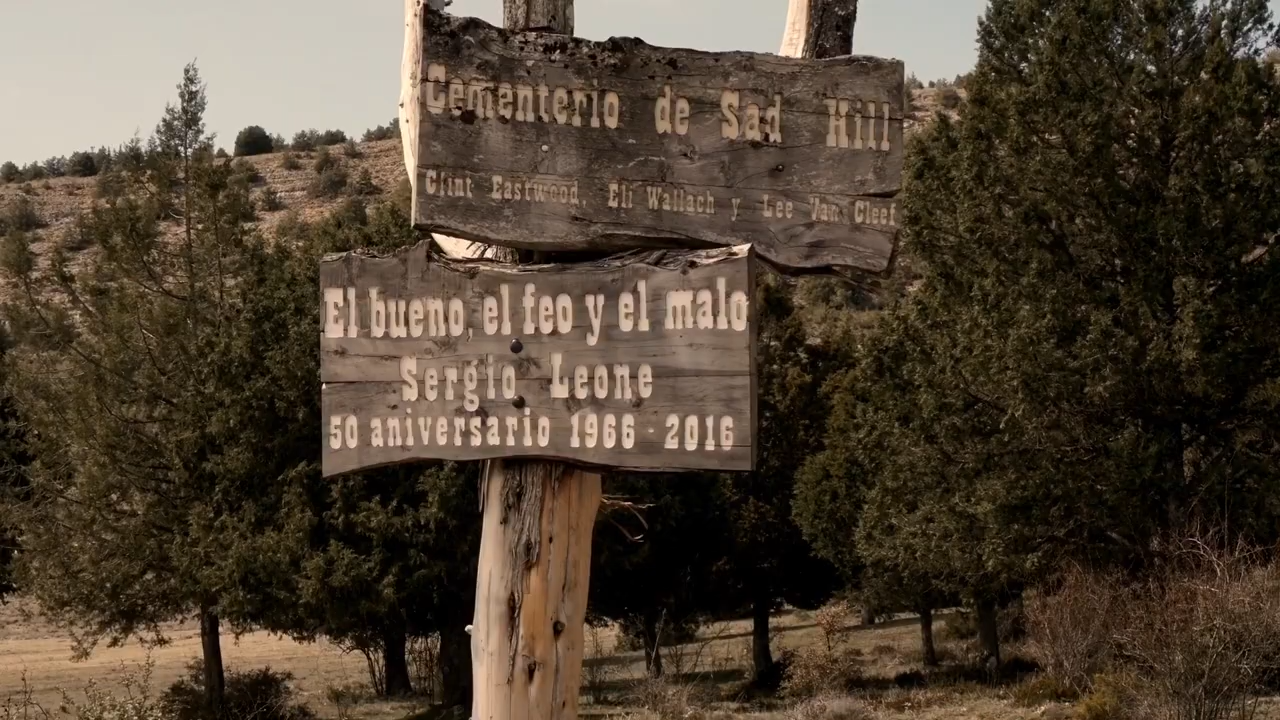 Cementerio de Sad Hill
Clint Eastwood, Eli Wallach y Lee Van Cleef
El bueno, el feo y el malo
Sergio Leone
50 aniversario 1966 - 2016